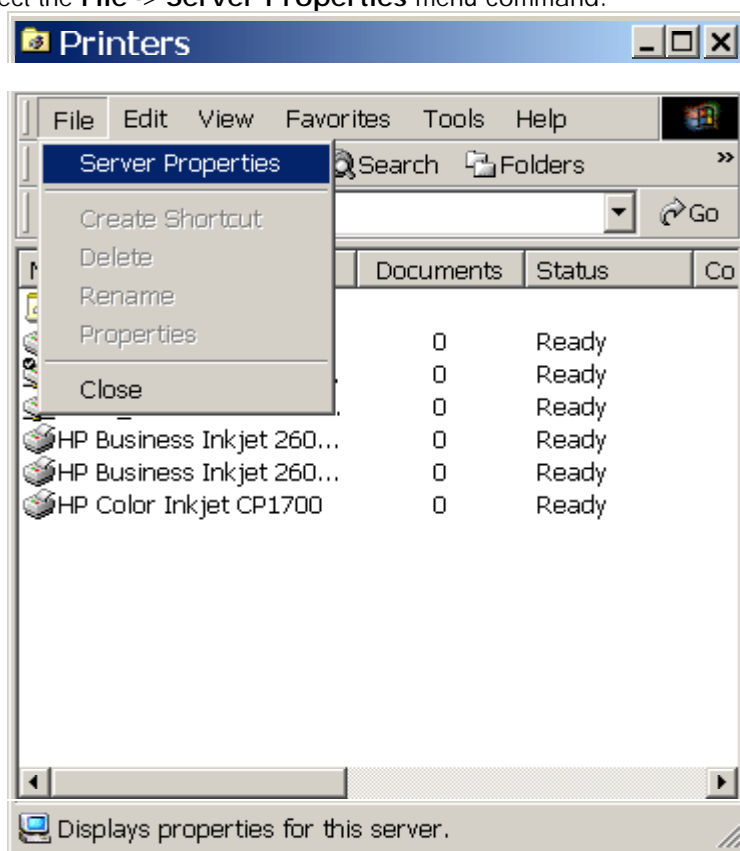 ect the File -> Server Properties menu command.
Printers
File Edit View Favorites Tools Help
Server Properties Search Folders »
Create Shortcut Go
Delete Documents Status Co
Rename
Properties 0 Ready
0 Ready
Close 0 Ready
HP Business Inkjet 260... 0 Ready
HP Business Inkjet 260... 0 Ready
HP Color Inkjet CP1700 0 Ready
Displays properties for this server.